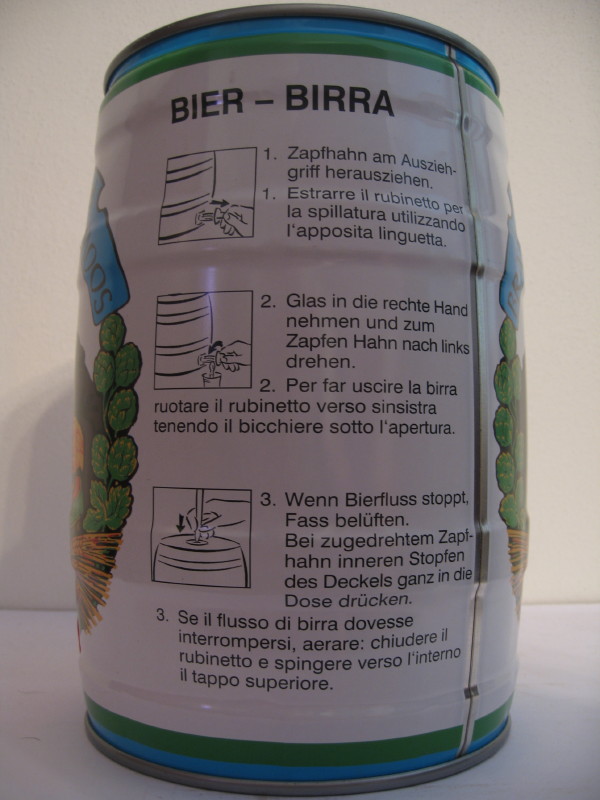 BIER – BIRRA
1. Zapfhahn am Auszieh-
griff herausziehen.
1. Estrarre il rubinetto per
la spillatura utilizzando
l'apposita linguetta.
2. Glas in die rechte Hand
nehmen und zum
Zapfen Hahn nach links
drehen.
2. Per far uscire la birra
ruotare il rubinetto verso sinsistra
tenendo il bicchiere sotto l'apertura.
3. Wenn Bierfluss stoppt,
Fass belüften.
Bei zugedrehtem Zapf-
hahn inneren Stopfen
des Deckels ganz in die
Dose drücken.
3. Se il flusso di birra dovesse
interrompersi, aerare: chiudere il
rubinetto e spingere verso l'interno
il tappo superiore.